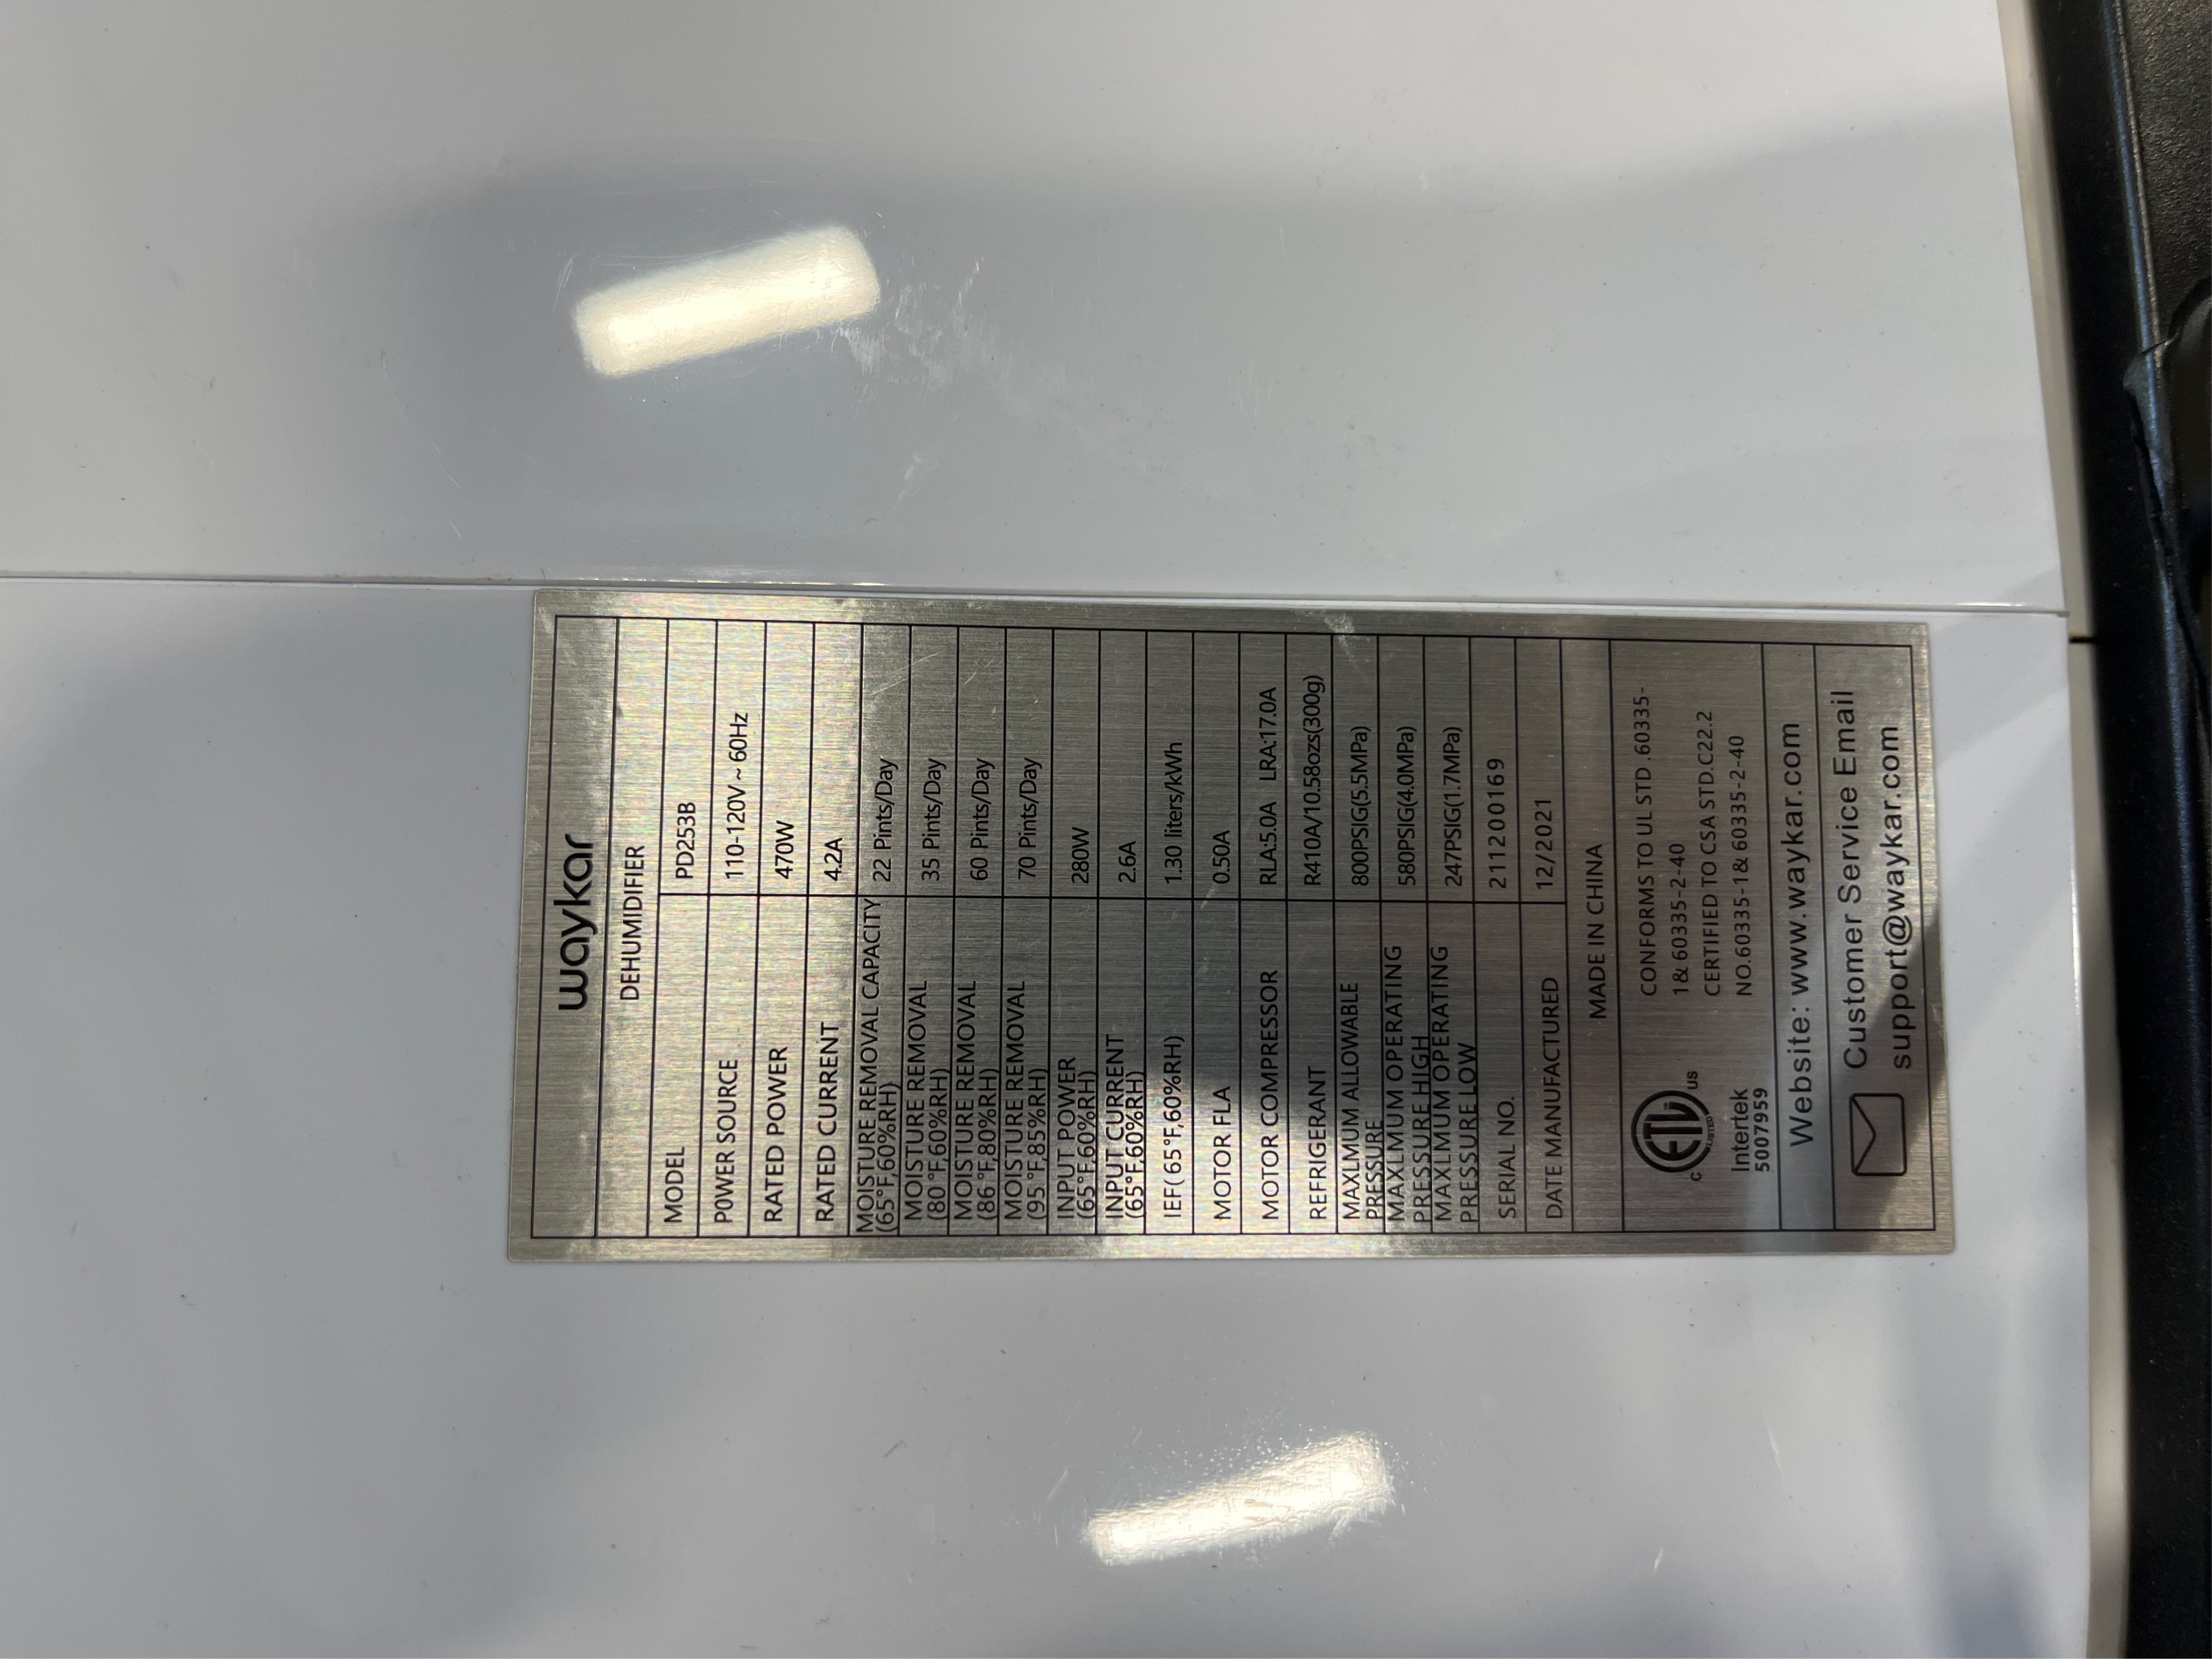 waykar
DEHUMIDIFIER
MODEL PD253B
POWER SOURCE 110-120V~60Hz
RATED POWER 470W
RATED CURRENT 4.2A
MOISTURE REMOVAL CAPACITY
(65°F,60%RH) 22 Pints/Day
MOISTURE REMOVAL
(80°F,60%RH) 35 Pints/Day
MOISTURE REMOVAL
(86°F,80%RH) 60 Pints/Day
MOISTURE REMOVAL
(95°F,85%RH) 70 Pints/Day
INPUT POWER
(65°F,60%RH) 280W
INPUT CURRENT
(65°F,60%RH) 2.6A
IEF(65°F,60%RH) 1.30 liters/kWh
MOTOR FLA 0.50A
MOTOR COMPRESSOR RLA:5.0A LRA:17.0A
REFRIGERANT R410A/10.58ozs(300g)
MAXLMUM ALLOWABLE
PRESSURE 800PSIG(5.5MPa)
MAXLMUM OPERATING
PRESSURE HIGH 580PSIG(4.0MPa)
MAXLMUM OPERATING
PRESSURE LOW 247PSIG(1.7MPa)
SERIAL NO. 211200169
DATE MANUFACTURED 12/2021
MADE IN CHINA
C ETL LISTED US
Intertek
5007959
CONFORMS TO UL STD.60335-
1& 60335-2-40
CERTIFIED TO CSA STD.C22.2
NO.60335-1& 60335-2-40
Website: www.waykar.com
Customer Service Email
support@waykar.com